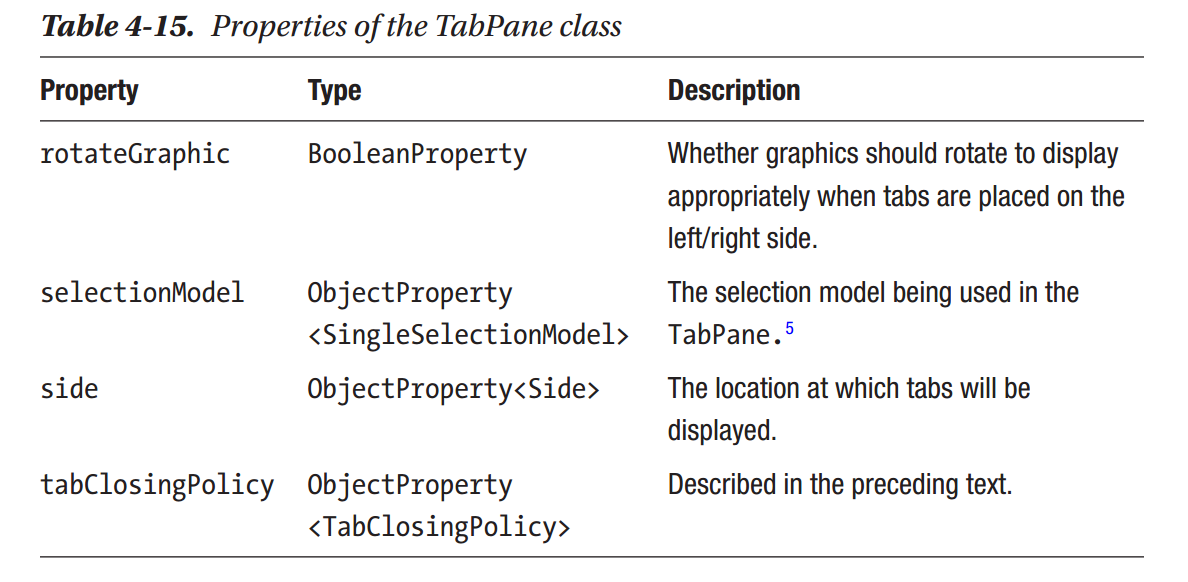 Table 4-15. Properties of the TabPane class
Property Type Description
rotateGraphic BooleanProperty Whether graphics should rotate to display
appropriately when tabs are placed on the
left/right side.
selectionModel ObjectProperty The selection model being used in the
<SingleSelectionModel> TabPane.5
side ObjectProperty<Side> The location at which tabs will be
displayed.
tabClosingPolicy ObjectProperty Described in the preceding text.
<TabClosingPolicy>